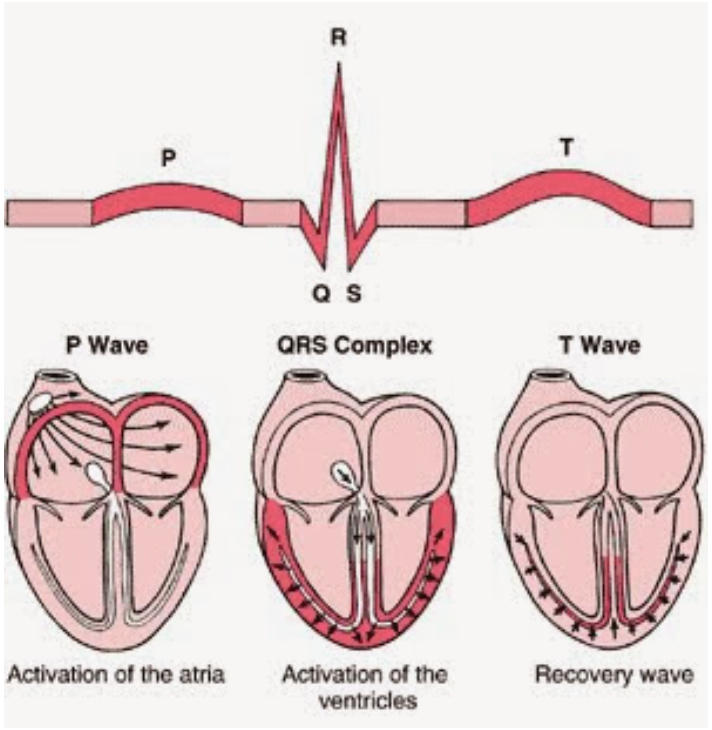 R
P
T
Q S
P Wave
QRS Complex
T Wave
Activation of the atria
Activation of the
ventricles
Recovery wave